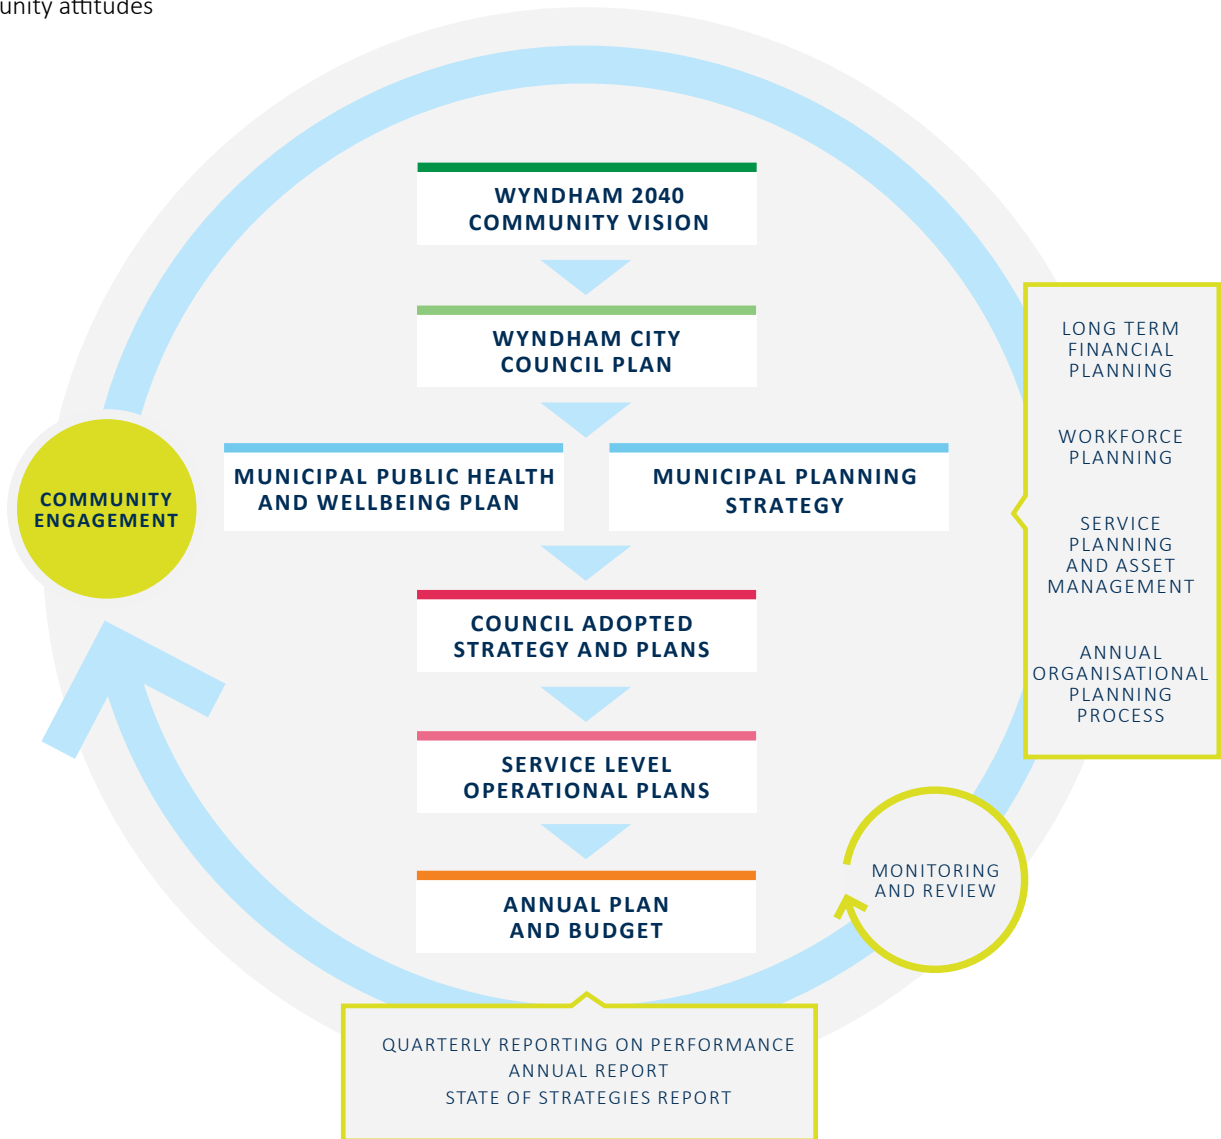 attitudes
WYNDHAM 2040
COMMUNITY VISION
WYNDHAM CITY
COUNCIL PLAN
MUNICIPAL PUBLIC HEALTH
AND WELLBEING PLAN
MUNICIPAL PLANNING
STRATEGY
COMMUNITY
ENGAGEMENT
COUNCIL ADOPTED
STRATEGY AND PLANS
SERVICE LEVEL
OPERATIONAL PLANS
ANNUAL PLAN
AND BUDGET
LONG TERM
FINANCIAL
PLANNING
WORKFORCE
PLANNING
SERVICE
PLANNING
AND ASSET
MANAGEMENT
ANNUAL
ORGANISATIONAL
PLANNING
PROCESS
MONITORING
AND REVIEW
QUARTERLY REPORTING ON PERFORMANCE
ANNUAL REPORT
STATE OF STRATEGIES REPORT